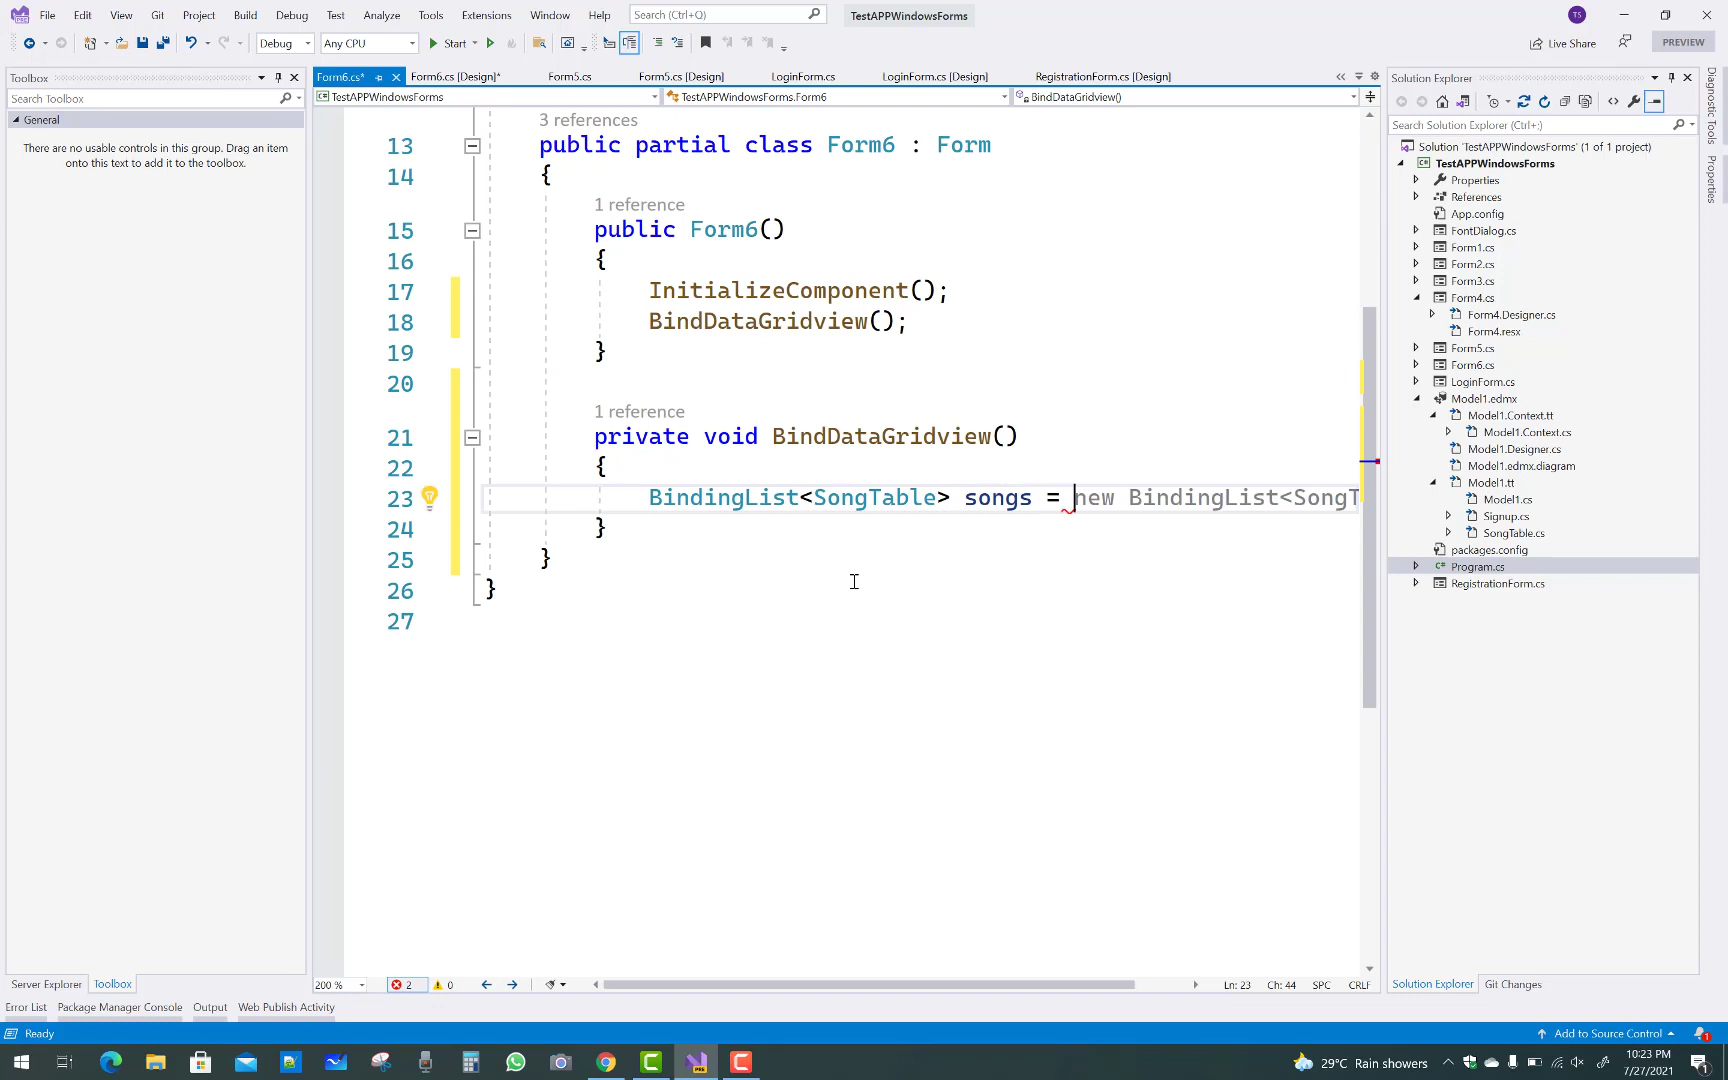 File Edit View Git Project Build Debug Test Analyze Tools Extensions Window Help Search (Ctrl+Q) TestAPPWindowsForms TS
Debug Any CPU Start Live Share PREVIEW
Toolbox
Search Toolbox
General
There are no usable controls in this group. Drag an item
onto this text to add it to the toolbox.
Server Explorer Toolbox
Form6.cs* Form6.cs [Design]* Form5.cs Form5.cs [Design] LoginForm.cs LoginForm.cs [Design] RegistrationForm.cs [Design]
TestAPPWindowsForms TestAPPWindowsForms.Form6 BindDataGridview()
3 references
13 public partial class Form6 : Form
14 {
1 reference
15 public Form6()
16 {
17 InitializeComponent();
18 BindDataGridview();
19 }
20
1 reference
21 private void BindDataGridview()
22 {
23 BindingList<SongTable> songs = new BindingList<SongT
24 }
25 }
26 }
27
200 % 2 0 Ln: 23 Ch: 44 SPC CRLF
Solution Explorer
Search Solution Explorer (Ctrl+;)
Solution 'TestAPPWindowsForms' (1 of 1 project)
TestAPPWindowsForms
Properties
References
App.config
FontDialog.cs
Form1.cs
Form2.cs
Form3.cs
Form4.cs
Form4.Designer.cs
Form4.resx
Form5.cs
Form6.cs
LoginForm.cs
Model1.edmx
Model1.Context.tt
Model1.Context.cs
Model1.Designer.cs
Model1.edmx.diagram
Model1.tt
Model1.cs
Signup.cs
SongTable.cs
packages.config
Program.cs
RegistrationForm.cs
Solution Explorer Git Changes
Diagnostic Tools
Properties
Error List Package Manager Console Output Web Publish Activity
Ready Add to Source Control 1
29°C Rain showers 10:23 PM
7/27/2021 1